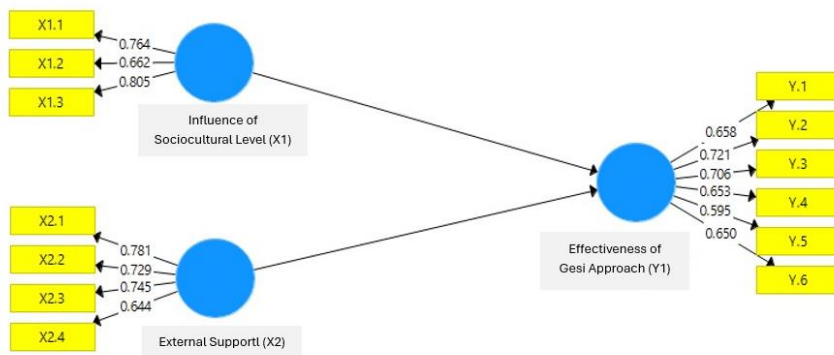 X1.1
0.764
X1.2
0.662
X1.3
0.805
Influence of
Sociocultural Level (X1)
X2.1
0.781
X2.2
0.729
X2.3
0.745
X2.4
0.644
External Supportl (X2)
Y.1
0.658
Y.2
0.721
Y.3
0.706
Y.4
0.653
Y.5
0.595
Y.6
0.650
Effectiveness of
Gesi Approach (Y1)